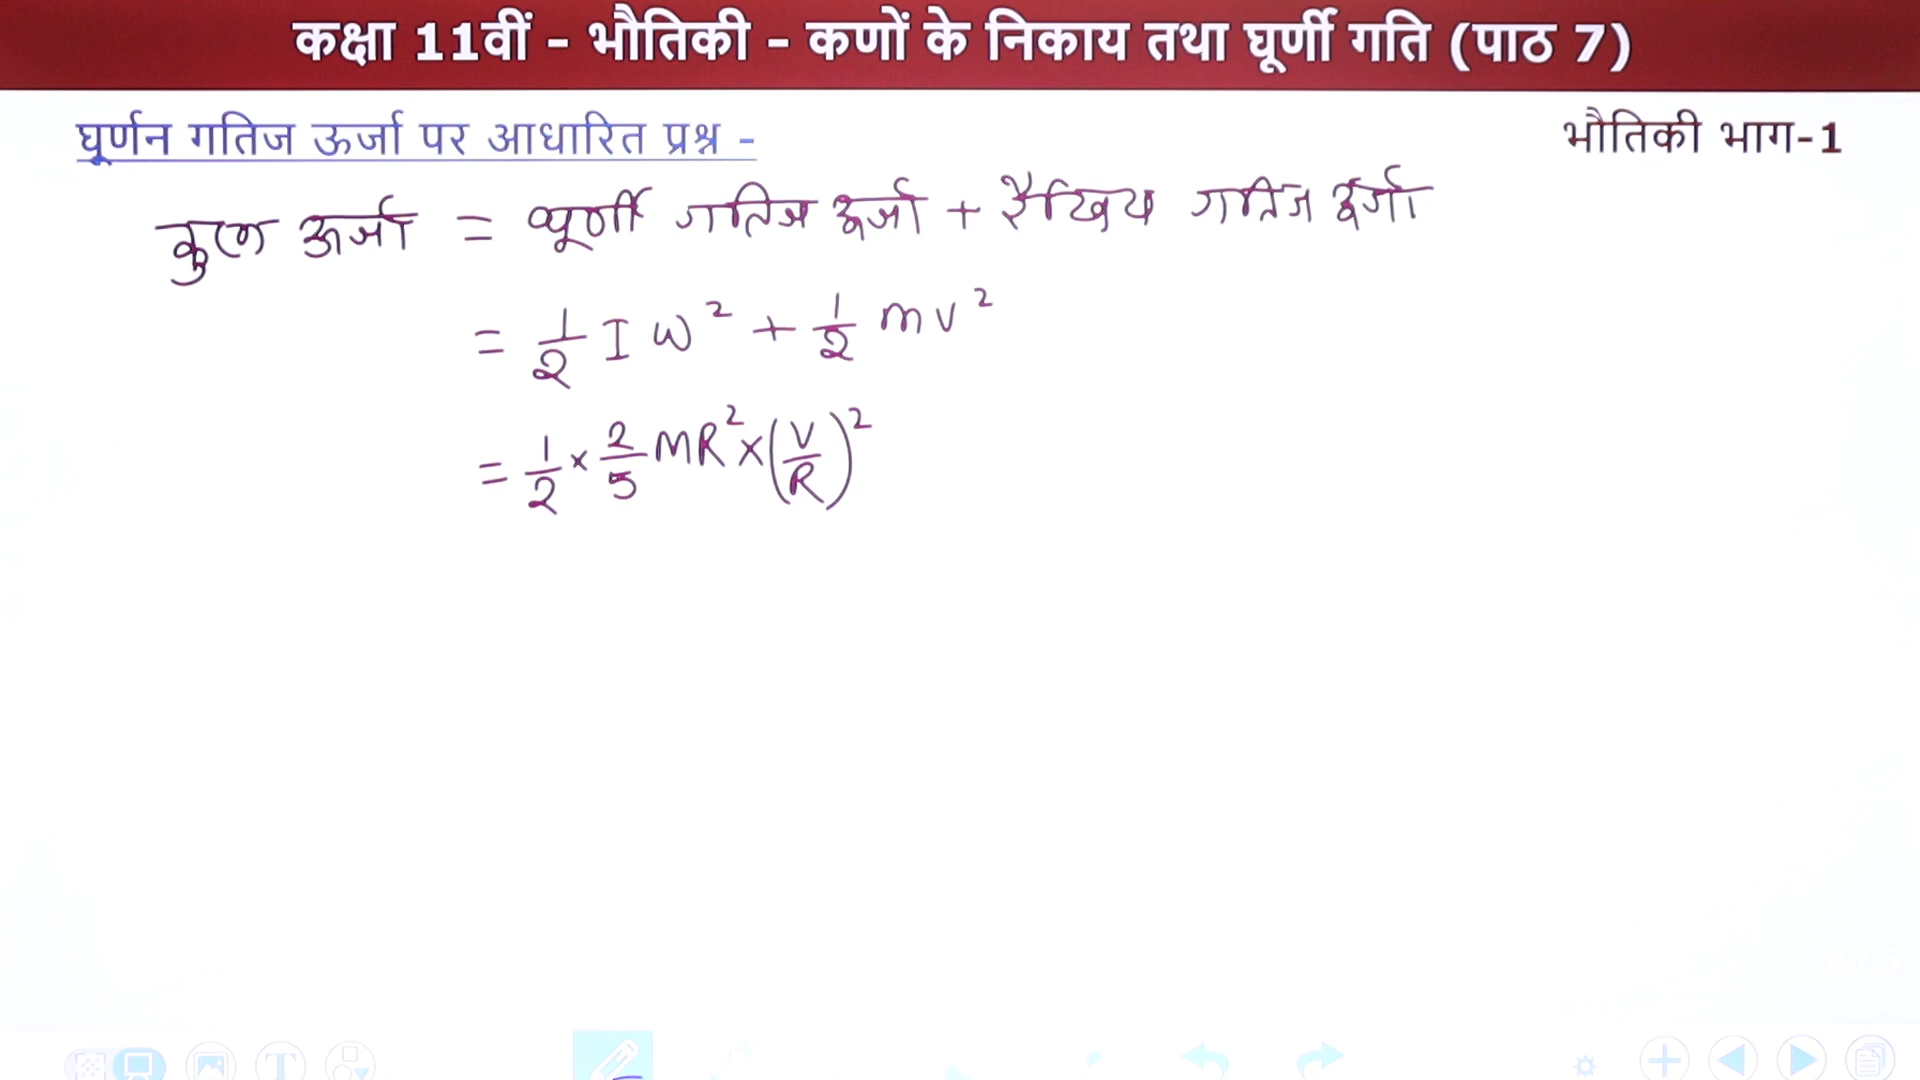 कक्षा 11वीं - भौतिकी - कणों के निकाय तथा घूर्णी गति (पाठ 7)
घूर्णन गतिज ऊर्जा पर आधारित प्रश्न -
भौतिकी भाग-1
कुल ऊर्जा = घूर्णी गतिज ऊर्जा + रैखिय गतिज ऊर्जा
= 1/2 I ω² + 1/2 mv²
= 1/2 × 2/5 MR² × (V/R)²